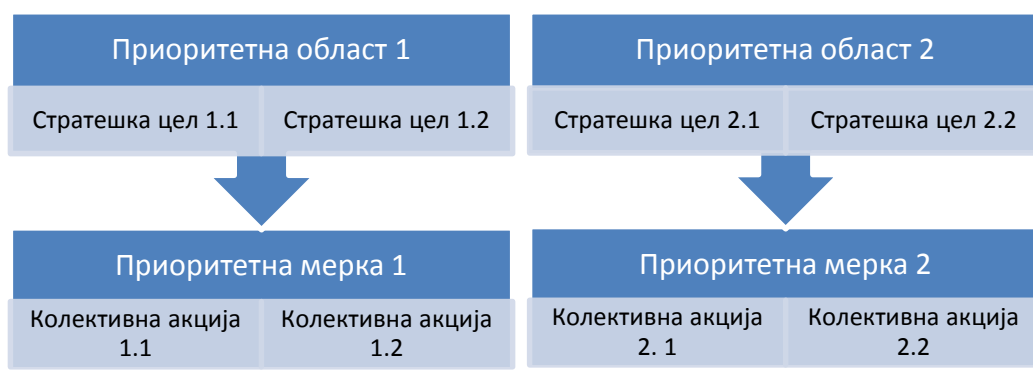 Приоритетна област 1
Стратешка цел 1.1
Стратешка цел 1.2
Приоритетна мерка 1
Колективна акција
1.1
Колективна акција
1.2
Приоритетна област 2
Стратешка цел 2.1
Стратешка цел 2.2
Приоритетна мерка 2
Колективна акција
2. 1
Колективна акција
2.2